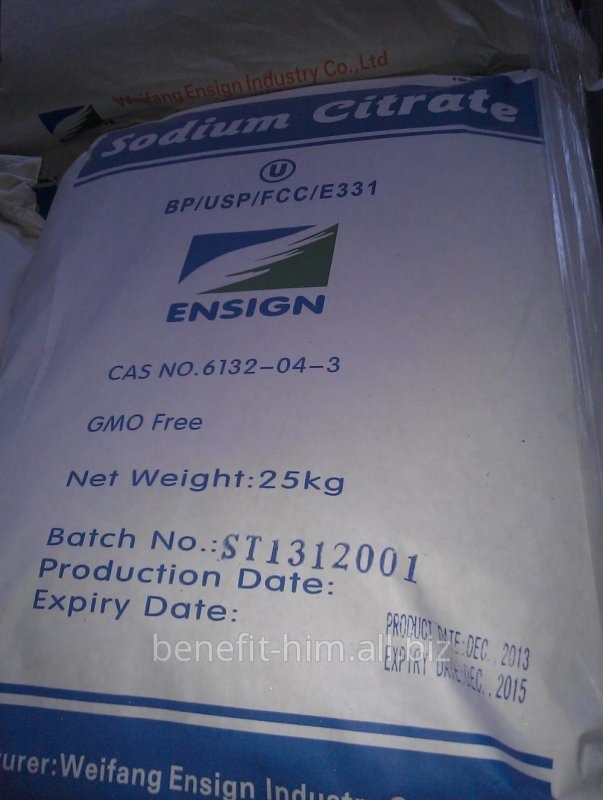 Weifang Ensign Industry Co.,Ltd
Sodium Citrate
U
BP/USP/FCC/E331
ENSIGN
CAS NO.6132-04-3
GMO Free
Net Weight:25kg
Batch No.:ST1312001
Production Date:
Expiry Date:
PRODUCT DATE:DEC., 2013
EXPIRY DATE:DEC., 2015
benefit-him.all.biz
urer:Weifang Ensign Industry